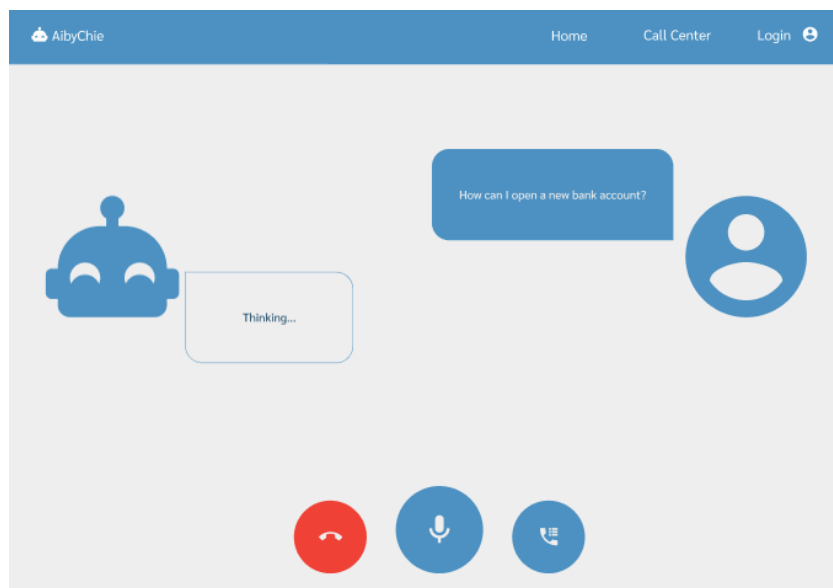 AibyChie
Home
Call Center
Login
How can I open a new bank account?
Thinking...